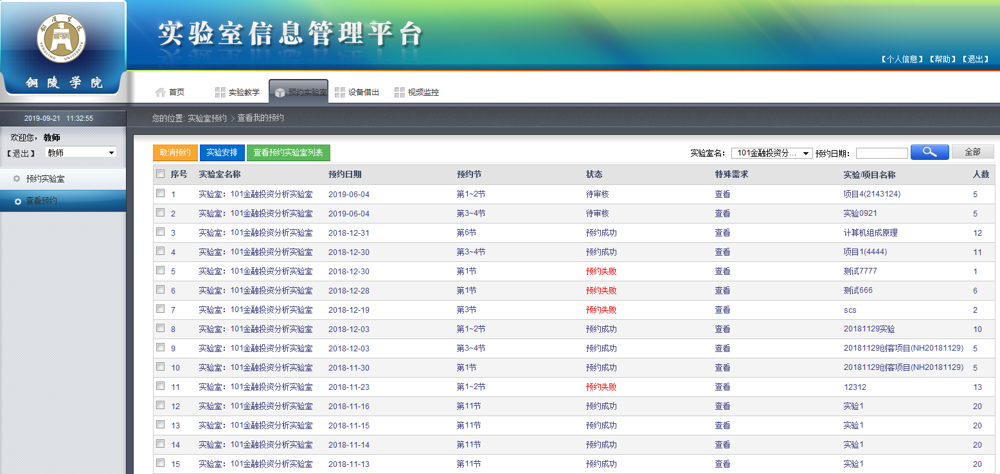 铜陵学院
TONGLING UNIVERSITY
铜陵学院
实验室信息管理平台
【个人信息】【帮助】【退出】
首页 实验教学 预约实验室 设备借出 视频监控
2019-09-21 11:32:55
您的位置: 实验室预约 > 查看我的预约
欢迎您，教师
【退出】 教师
预约实验室
查看预约
取消预约 实验安排 查看预约实验室列表 实验室名： 101金融投资分... 预约日期： 全部
序号 实验室名称 预约日期 预约节 状态 特殊需求 实验/项目名称 人数
1 实验室：101金融投资分析实验室 2019-06-04 第1~2节 待审核 查看 项目4(2143124) 5
2 实验室：101金融投资分析实验室 2019-06-04 第3~4节 待审核 查看 实验0921 5
3 实验室：101金融投资分析实验室 2018-12-31 第6节 预约成功 查看 计算机组成原理 12
4 实验室：101金融投资分析实验室 2018-12-30 第3~4节 预约成功 查看 项目1(4444) 11
5 实验室：101金融投资分析实验室 2018-12-30 第1节 预约失败 查看 测试7777 1
6 实验室：101金融投资分析实验室 2018-12-28 第1节 预约失败 查看 测试666 6
7 实验室：101金融投资分析实验室 2018-12-19 第3节 预约失败 查看 scs 2
8 实验室：101金融投资分析实验室 2018-12-03 第1~2节 预约成功 查看 20181129实验 10
9 实验室：101金融投资分析实验室 2018-12-03 第3~4节 预约成功 查看 20181129创客项目(NH20181129) 5
10 实验室：101金融投资分析实验室 2018-11-30 第1节 预约成功 查看 20181129创客项目(NH20181129) 5
11 实验室：101金融投资分析实验室 2018-11-23 第1~2节 预约失败 查看 12312 13
12 实验室：101金融投资分析实验室 2018-11-16 第11节 预约成功 查看 实验1 20
13 实验室：101金融投资分析实验室 2018-11-15 第11节 预约成功 查看 实验1 20
14 实验室：101金融投资分析实验室 2018-11-14 第11节 预约成功 查看 实验1 20
15 实验室：101金融投资分析实验室 2018-11-13 第11节 预约成功 查看 实验1 20